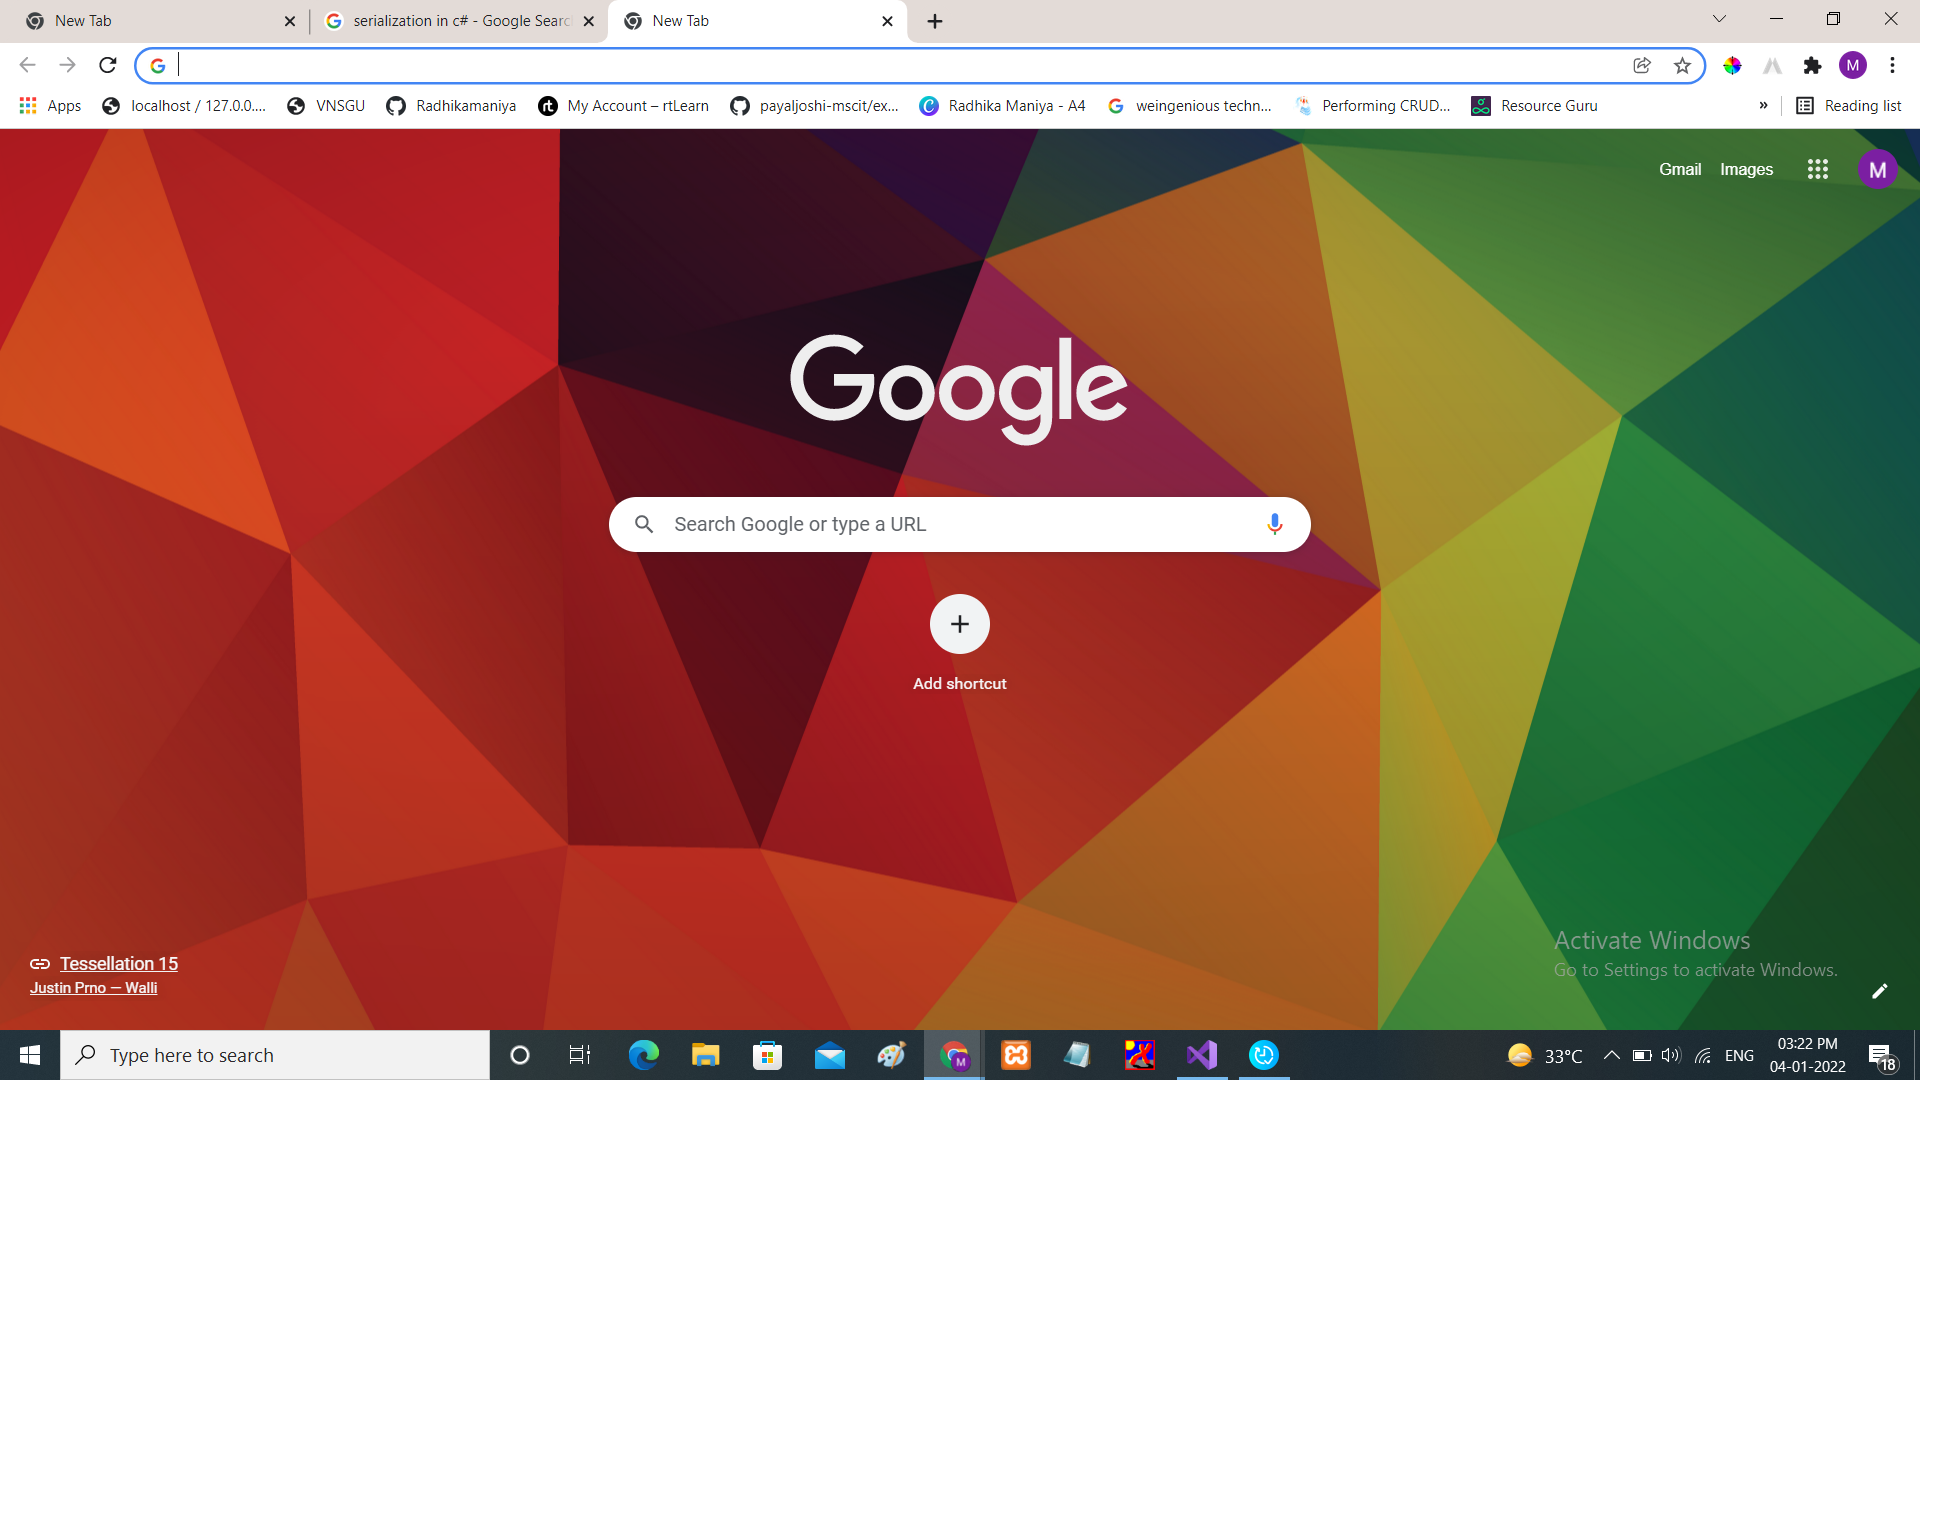 New Tab
serialization in c# - Google Searc
New Tab
M
Apps
localhost / 127.0.0....
VNSGU
Radhikamaniya
rt
My Account – rtLearn
payaljoshi-mscit/ex...
Radhika Maniya - A4
weingenious techn...
Performing CRUD...
Resource Guru
»
Reading list
Gmail
Images
M
Google
Search Google or type a URL
Add shortcut
Tessellation 15
Justin Prno — Walli
Activate Windows
Go to Settings to activate Windows.
Type here to search
M
33°C
ENG
03:22 PM
04-01-2022
18